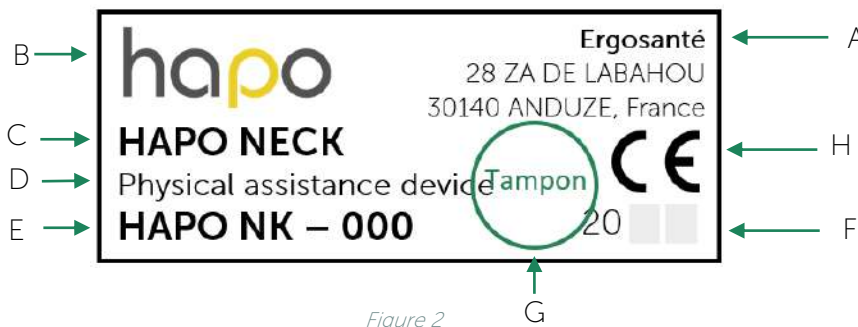 B
hapo
Ergosanté
A
28 ZA DE LABAHOU
30140 ANDUZE, France
C
HAPO NECK
CE
H
D
Physical assistance device
Tampon
E
HAPO NK – 000
20
F
G
Figure 2